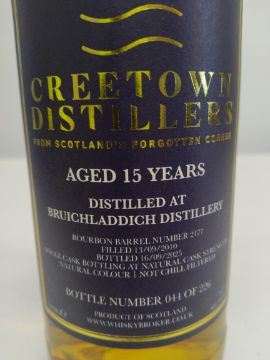 CREETOWN
DISTILLERS
FROM SCOTLAND'S FORGOTTEN CORNER
AGED 15 YEARS
DISTILLED AT
BRUICHLADDICH DISTILLERY
BOURBON BARREL NUMBER 2177
FILLED 13/09/2010
BOTTLED 16/09/2025
SINGLE CASK BOTTLING AT NATURAL CASK STRENGTH
NATURAL COLOUR | NOT CHILL FILTERED
BOTTLE NUMBER 044 OF 226
PRODUCT OF SCOTLAND
WWW.WHISKYBROKER.CO.UK